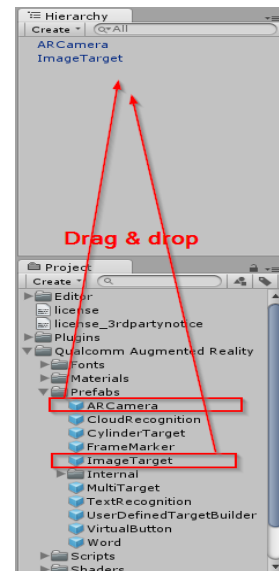 Hierarchy
Create All
ARCamera
ImageTarget
Drag & drop
Project
Create
Editor
license
license_3rdpartynotice
Plugins
Qualcomm Augmented Reality
Fonts
Materials
Prefabs
ARCamera
CloudRecognition
CylinderTarget
FrameMarker
ImageTarget
Internal
MultiTarget
TextRecognition
UserDefinedTargetBuilder
VirtualButton
Word
Scripts
Shaders